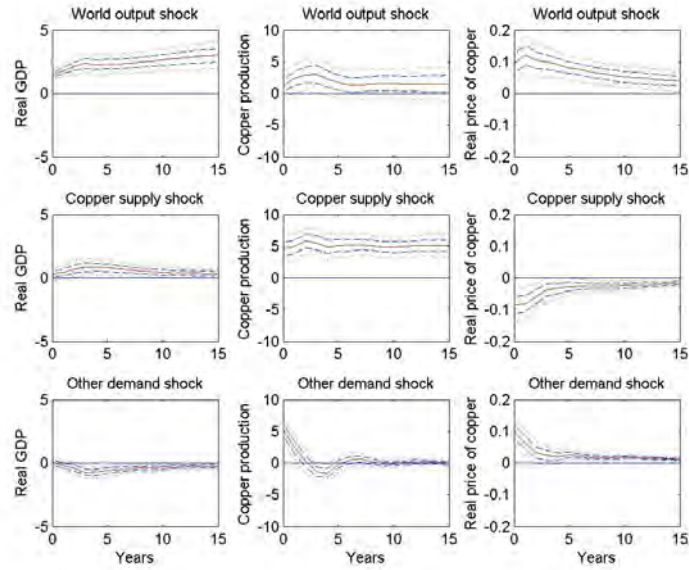 World output shock
World output shock
World output shock
Real GDP
5
0
-5
0 5 10 15
Copper production
10
5
0
-5
-10
0 5 10 15
Real price of copper
0.2
0.1
0
0.1
0.2
0 5 10 15
Copper supply shock
Copper supply shock
Copper supply shock
Real GDP
5
0
-5
0 5 10 15
Copper production
10
5
0
-5
-10
0 5 10 15
Real price of copper
0.2
0.1
0
-0.1
-0.2
0 5 10 15
Other demand shock
Other demand shock
Other demand shock
Real GDP
5
0
-5
0 5 10 15
Years
Copper production
10
5
0
-5
-10
0 5 10 15
Years
Real price of copper
0.2
0.1
0
-0.1
-0.2
0 5 10 15
Years